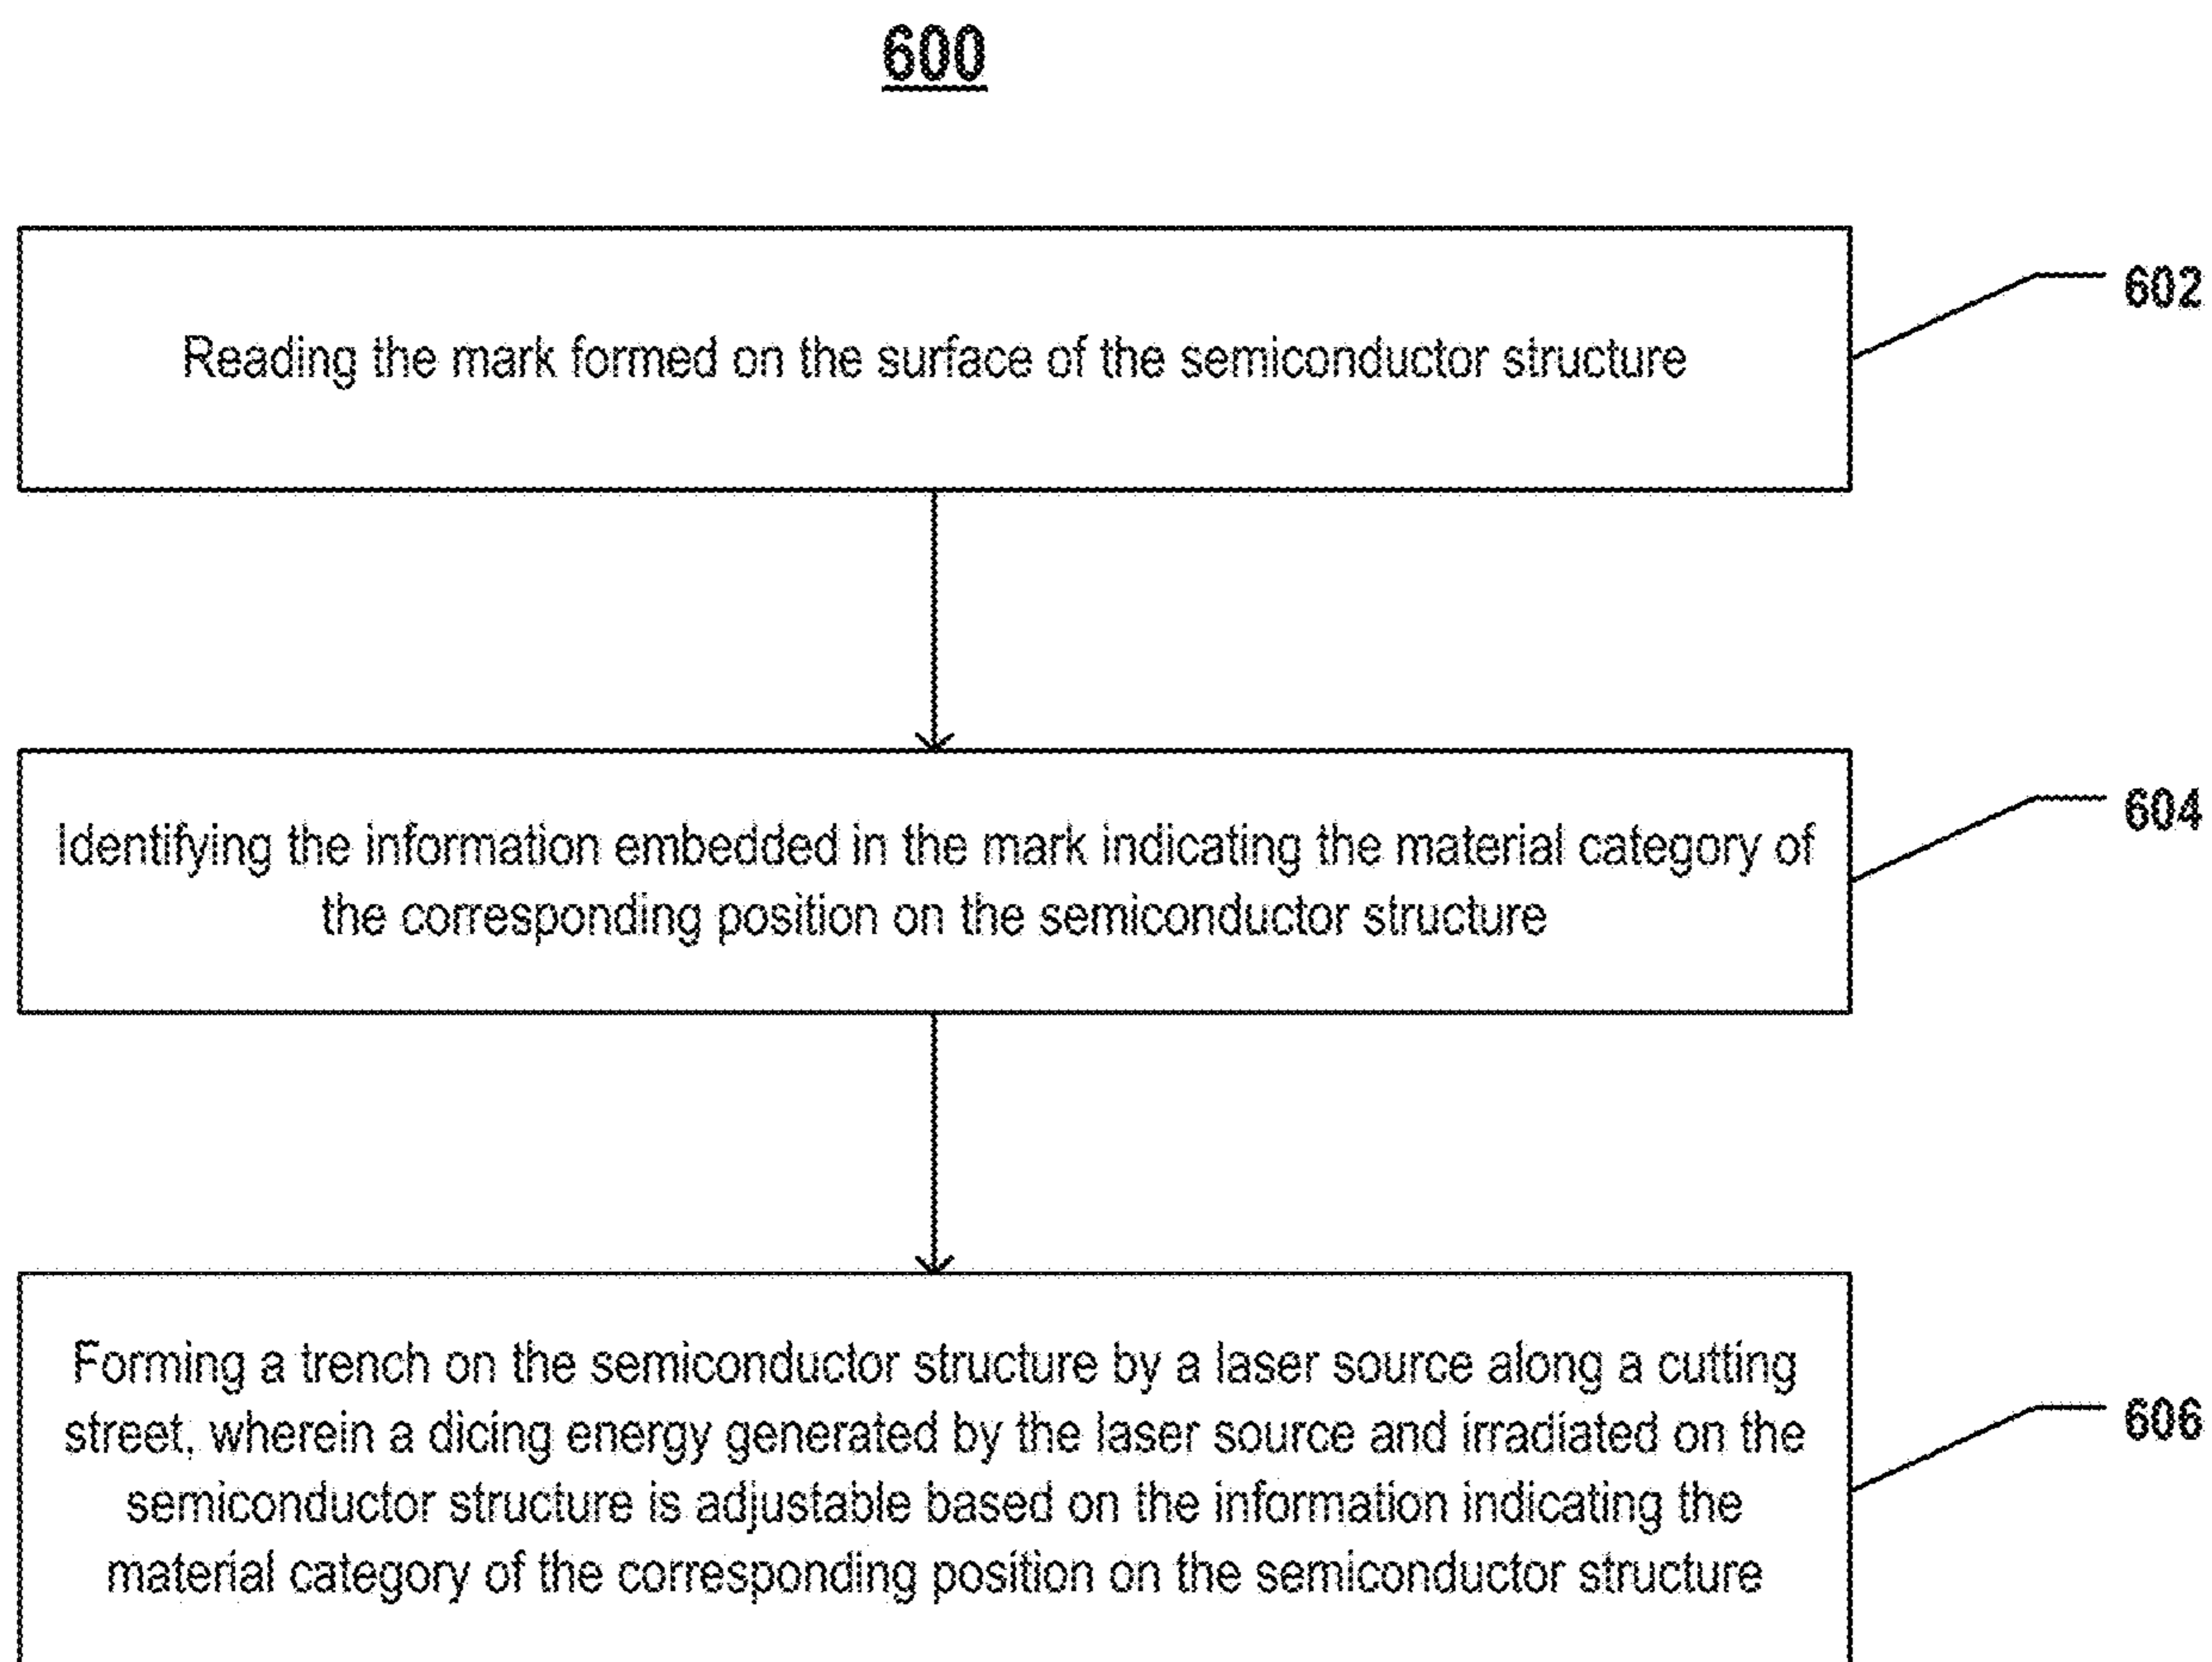 600
Reading the mark formed on the surface of the semiconductor structure
602
Identifying the information embedded in the mark indicating the material category of
the corresponding position on the semiconductor structure
604
Forming a trench on the semiconductor structure by a laser source along a cutting
street, wherein a dicing energy generated by the laser source and irradiated on the
semiconductor structure is adjustable based on the information indicating the
material category of the corresponding position on the semiconductor structure
606